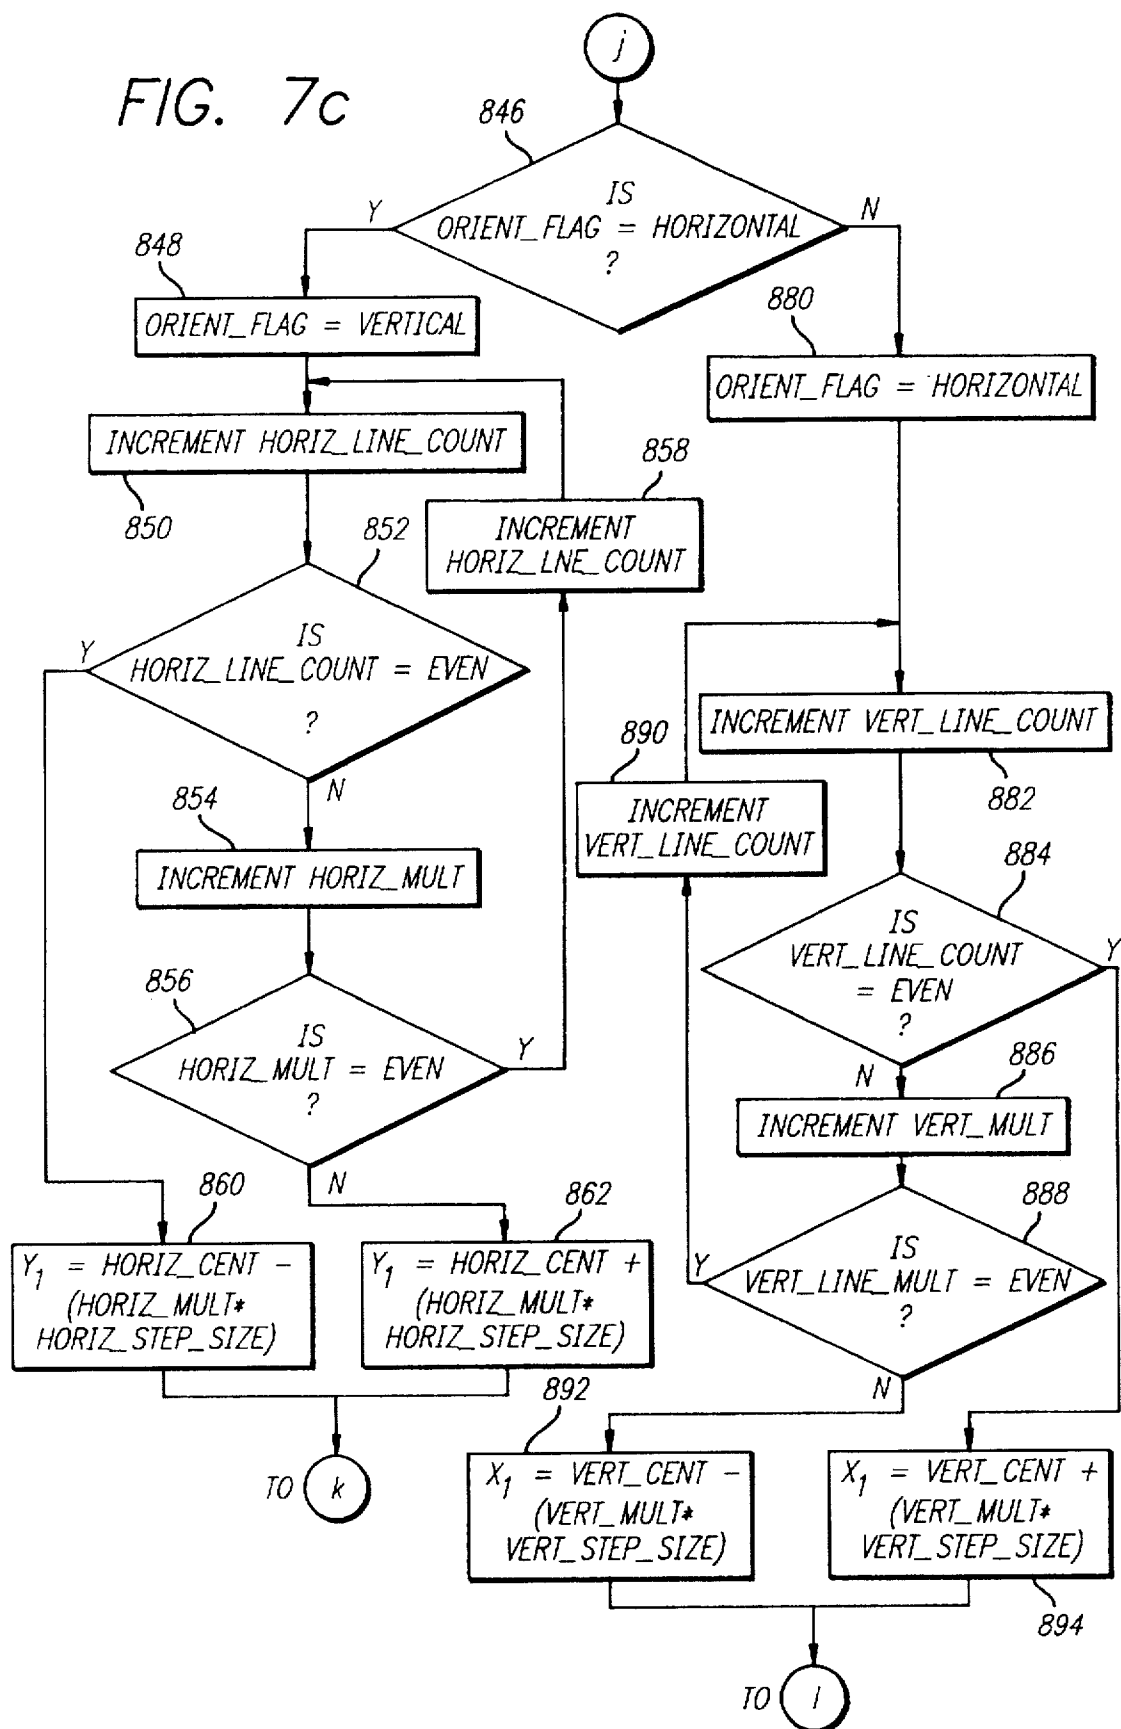 j
FIG. 7c
846
IS
ORIENT_FLAG = HORIZONTAL
?
Y
N
848
ORIENT_FLAG = VERTICAL
880
ORIENT_FLAG = HORIZONTAL
INCREMENT HORIZ_LINE_COUNT
850
858
INCREMENT
HORIZ_LNE_COUNT
852
IS
HORIZ_LINE_COUNT = EVEN
?
Y
N
INCREMENT VERT_LINE_COUNT
882
890
INCREMENT
VERT_LINE_COUNT
854
INCREMENT HORIZ_MULT
884
IS
VERT_LINE_COUNT
= EVEN
?
Y
N
856
IS
HORIZ_MULT = EVEN
?
Y
N
886
INCREMENT VERT_MULT
888
IS
VERT_LINE_MULT = EVEN
?
Y
N
860
Y1 = HORIZ_CENT -
(HORIZ_MULT*
HORIZ_STEP_SIZE)
862
Y1 = HORIZ_CENT +
(HORIZ_MULT*
HORIZ_STEP_SIZE)
TO k
892
X1 = VERT_CENT -
(VERT_MULT*
VERT_STEP_SIZE)
X1 = VERT_CENT +
(VERT_MULT*
VERT_STEP_SIZE)
894
TO l